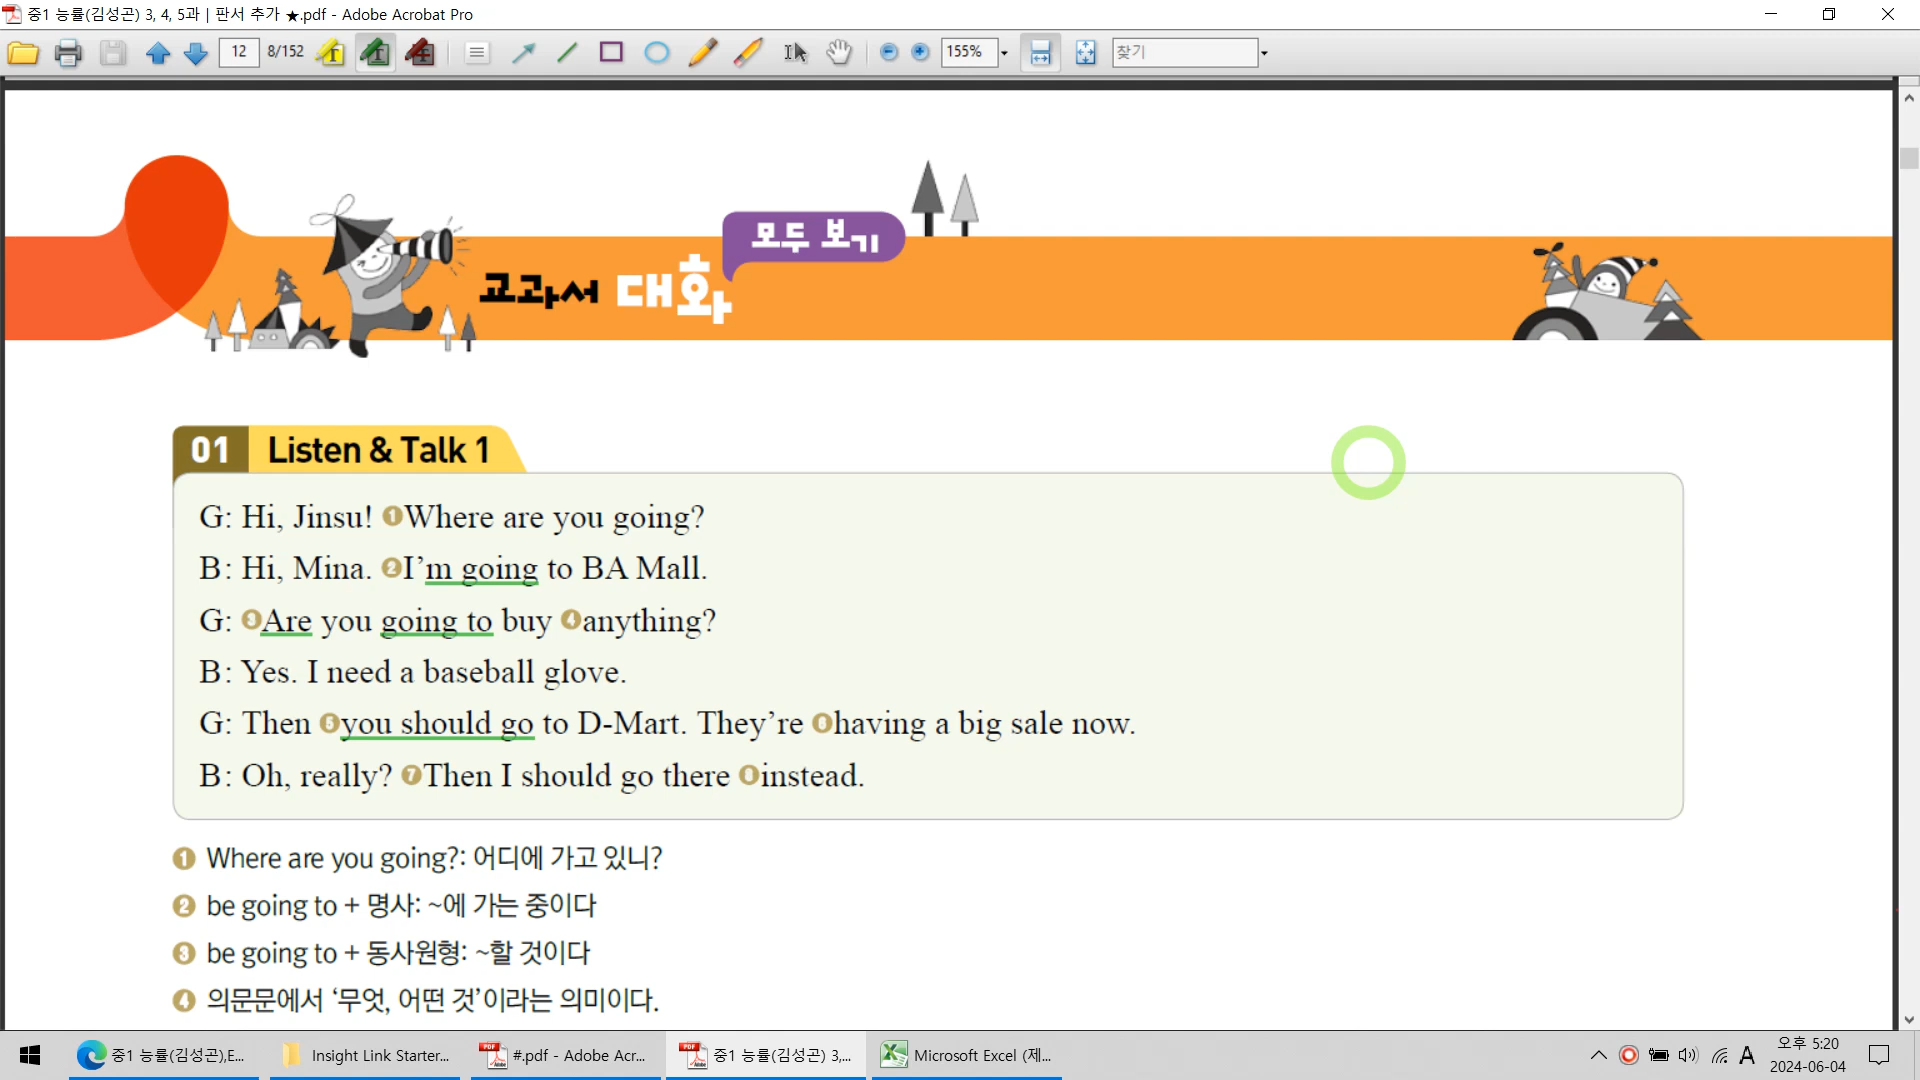 중1 능률(김성곤) 3, 4, 5과 | 판서 추가 ★.pdf - Adobe Acrobat Pro
12 8/152 155% 찾기
모두 보기
교과서 대화
01 Listen & Talk 1
G: Hi, Jinsu! ❶Where are you going?
B: Hi, Mina. ❷I'm going to BA Mall.
G: ❸Are you going to buy ❹anything?
B: Yes. I need a baseball glove.
G: Then ❺you should go to D-Mart. They're ❻having a big sale now.
B: Oh, really? ❼Then I should go there ❽instead.
❶ Where are you going?: 어디에 가고 있니?
❷ be going to + 명사: ~에 가는 중이다
❸ be going to + 동사원형: ~할 것이다
❹ 의문문에서 '무엇, 어떤 것'이라는 의미이다.
중1 능률(김성곤),E... Insight Link Starter... #.pdf - Adobe Acr... 중1 능률(김성곤) 3,... Microsoft Excel (제... A 오후 5:20
2024-06-04